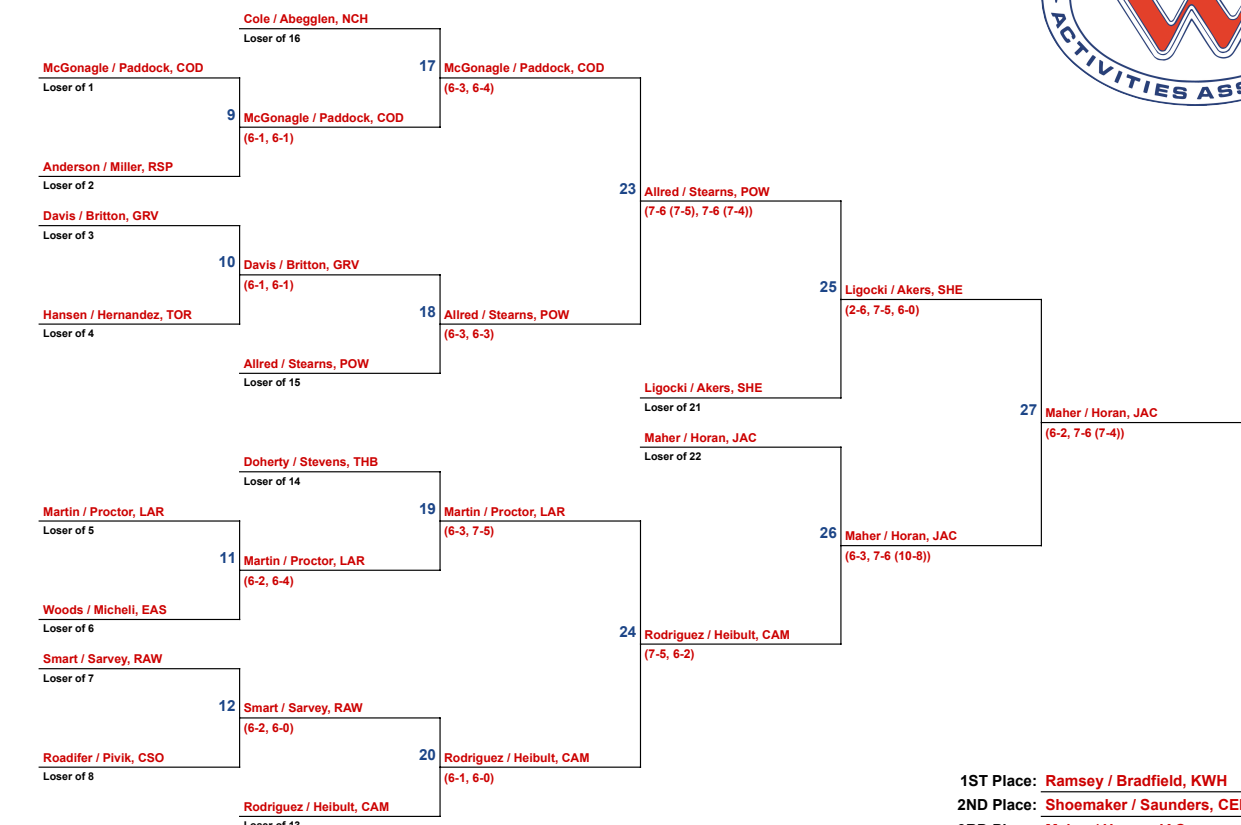 Cole / Abegglen, NCH
Loser of 16
McGonagle / Paddock, COD
Loser of 1
17
McGonagle / Paddock, COD
(6-3, 6-4)
9
McGonagle / Paddock, COD
(6-1, 6-1)
Anderson / Miller, RSP
Loser of 2
23
Allred / Stearns, POW
(7-6 (7-5), 7-6 (7-4))
Davis / Britton, GRV
Loser of 3
10
Davis / Britton, GRV
(6-1, 6-1)
25
Ligocki / Akers, SHE
(2-6, 7-5, 6-0)
Hansen / Hernandez, TOR
Loser of 4
18
Allred / Stearns, POW
(6-3, 6-3)
Allred / Stearns, POW
Loser of 15
Ligocki / Akers, SHE
Loser of 21
27
Maher / Horan, JAC
(6-2, 7-6 (7-4))
Maher / Horan, JAC
Loser of 22
Doherty / Stevens, THB
Loser of 14
Martin / Proctor, LAR
Loser of 5
19
Martin / Proctor, LAR
(6-3, 7-5)
26
Maher / Horan, JAC
(6-3, 7-6 (10-8))
11
Martin / Proctor, LAR
(6-2, 6-4)
Woods / Micheli, EAS
Loser of 6
24
Rodriguez / Heibult, CAM
(7-5, 6-2)
Smart / Sarvey, RAW
Loser of 7
12
Smart / Sarvey, RAW
(6-2, 6-0)
Roadifer / Pivik, CSO
Loser of 8
20
Rodriguez / Heibult, CAM
(6-1, 6-0)
Rodriguez / Heibult, CAM
Loser of 13
ACTIVITIES ASS
W
1ST Place: Ramsey / Bradfield, KWH
2ND Place: Shoemaker / Saunders,